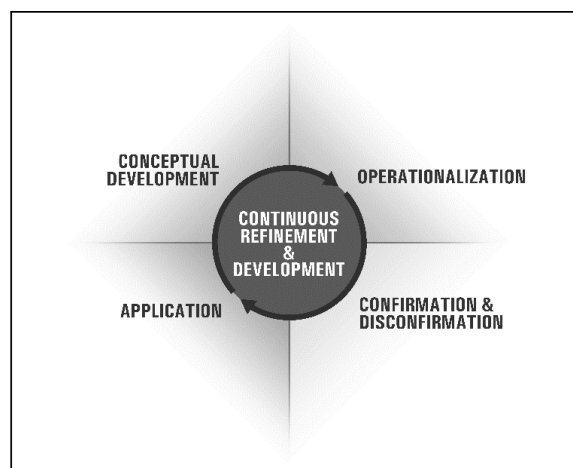 CONCEPTUAL
DEVELOPMENT
OPERATIONALIZATION
CONTINUOUS
REFINEMENT
&
DEVELOPMENT
APPLICATION
CONFIRMATION &
DISCONFIRMATION